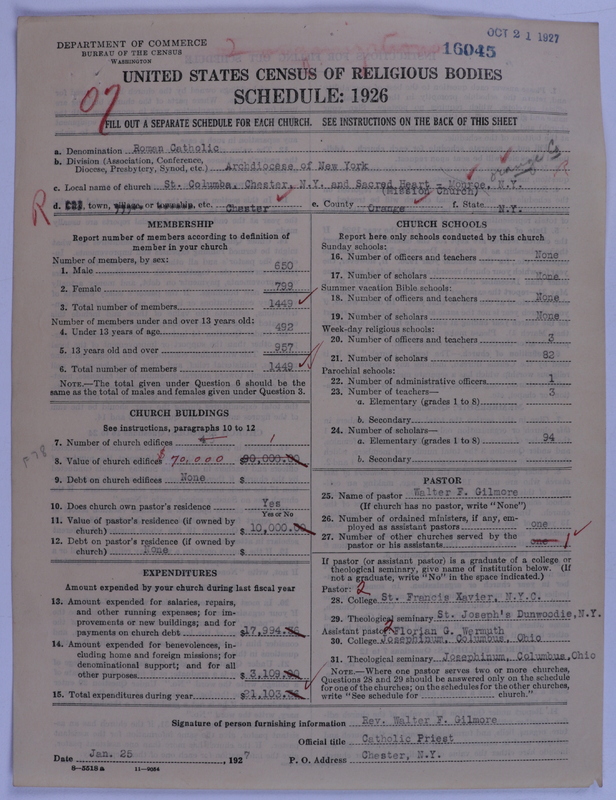 OCT 21 1927
16045
DEPARTMENT OF COMMERCE
BUREAU OF THE CENSUS
WASHINGTON
UNITED STATES CENSUS OF RELIGIOUS BODIES
SCHEDULE: 1926
07
FILL OUT A SEPARATE SCHEDULE FOR EACH CHURCH. SEE INSTRUCTIONS ON THE BACK OF THIS SHEET
a. Denomination Roman Catholic
b. Division (Association, Conference,
Diocese, Presbytery, Synod, etc.) Archdiocese of New York
Orange Co
R
c. Local name of church St. Columba, Chester, N.Y. and Sacred Heart - Monroe, N.Y.
(Mission Church)
R
d. town, or township, etc. Chester e. County Orange f. State N.Y.
MEMBERSHIP
Report number of members according to definition of
member in your church
Number of members, by sex:
1. Male 650
2. Female 799
3. Total number of members 1449
Number of members under and over 13 years old:
4. Under 13 years of age 492
5. 13 years old and over 957
6. Total number of members 1449
NOTE.—The total given under Question 6 should be the
same as the total of males and females given under Question 3.
CHURCH BUILDINGS
See instructions, paragraphs 10 to 12
7. Number of church edifices 1
8. Value of church edifices $ 70,000
9. Debt on church edifices None $
10. Does church own pastor's residence Yes
Yes or No
11. Value of pastor's residence (if owned by
church) $ 10,000.00
12. Debt on pastor's residence (if owned by
church) None $
EXPENDITURES
Amount expended by your church during last fiscal year
13. Amount expended for salaries, repairs,
and other running expenses; for im-
provements or new buildings; and for
payments on church debt $17,994.
14. Amount expended for benevolences, in-
cluding home and foreign missions; for
denominational support; and for all
other purposes $ 3,109.
15. Total expenditures during year $21,103.
CHURCH SCHOOLS
Report here only schools conducted by this church
Sunday schools:
16. Number of officers and teachers None
17. Number of scholars None
Summer vacation Bible schools:
18. Number of officers and teachers None
19. Number of scholars None
Week-day religious schools:
20. Number of officers and teachers 3
21. Number of scholars 82
Parochial schools:
22. Number of administrative officers 1
23. Number of teachers— 3
a. Elementary (grades 1 to 8)
b. Secondary
24. Number of scholars—
a. Elementary (grades 1 to 8) 94
b. Secondary
PASTOR
25. Name of pastor Walter F. Gilmore
(If church has no pastor, write "None")
26. Number of ordained ministers, if any, em-
ployed as assistant pastors one
27. Number of other churches served by the
pastor or his assistants one 1
If pastor (or assistant pastor) is a graduate of a college or
theological seminary, give name of institution below. (If
not a graduate, write "No" in the space indicated.)
Pastor: 2
28. College St. Francis Xavier, N.Y.C.
29. Theological seminary St. Joseph's Dunwoodie, N.Y.
Assistant pastor: 2 Florian G. Wermuth
30. College Josephinum, Columbus, Ohio
31. Theological seminary Josephinum, Columbus, Ohio
NOTE.—Where one pastor serves two or more churches,
Questions 28 and 29 should be answered only on the schedule
for one of the churches; on the schedules for the other churches,
write "See schedule for church."
Signature of person furnishing information Rev. Walter F. Gilmore
Official title Catholic Priest
Date Jan. 25, 1927 P. O. Address Chester, N.Y.
8—5518 a 11—9024